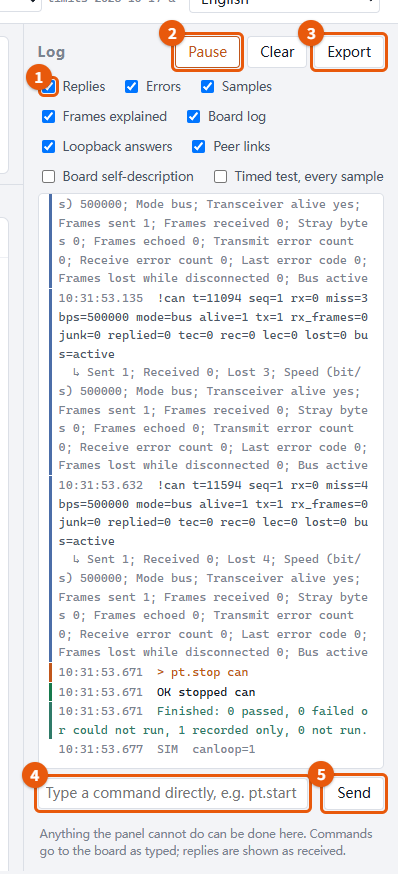 English
Log
2
Pause
Clear
3
Export
1
Replies
Errors
Samples
Frames explained
Board log
Loopback answers
Peer links
Board self-description
Timed test, every sample
s) 500000; Mode bus; Transceiver alive yes;
Frames sent 1; Frames received 0; Stray byte
s 0; Frames echoed 0; Transmit error count
0; Receive error count 0; Last error code 0;
Frames lost while disconnected 0; Bus active
10:31:53.135 !can t=11094 seq=1 rx=0 miss=3
bps=500000 mode=bus alive=1 tx=1 rx_frames=0
junk=0 replied=0 tec=0 rec=0 lec=0 lost=0 bu
s=active
↳ Sent 1; Received 0; Lost 3; Speed (bit/
s) 500000; Mode bus; Transceiver alive yes;
Frames sent 1; Frames received 0; Stray byte
s 0; Frames echoed 0; Transmit error count
0; Receive error count 0; Last error code 0;
Frames lost while disconnected 0; Bus active
10:31:53.632 !can t=11594 seq=1 rx=0 miss=4
bps=500000 mode=bus alive=1 tx=1 rx_frames=0
junk=0 replied=0 tec=0 rec=0 lec=0 lost=0 bu
s=active
↳ Sent 1; Received 0; Lost 4; Speed (bit/
s) 500000; Mode bus; Transceiver alive yes;
Frames sent 1; Frames received 0; Stray byte
s 0; Frames echoed 0; Transmit error count
0; Receive error count 0; Last error code 0;
Frames lost while disconnected 0; Bus active
10:31:53.671 > pt.stop can
10:31:53.671 OK stopped can
10:31:53.671 Finished: 0 passed, 0 failed o
r could not run, 1 recorded only, 0 not run.
10:31:53.677 SIM canloop=1
4
Type a command directly, e.g. pt.start
5
Send
Anything the panel cannot do can be done here. Commands
go to the board as typed; replies are shown as received.